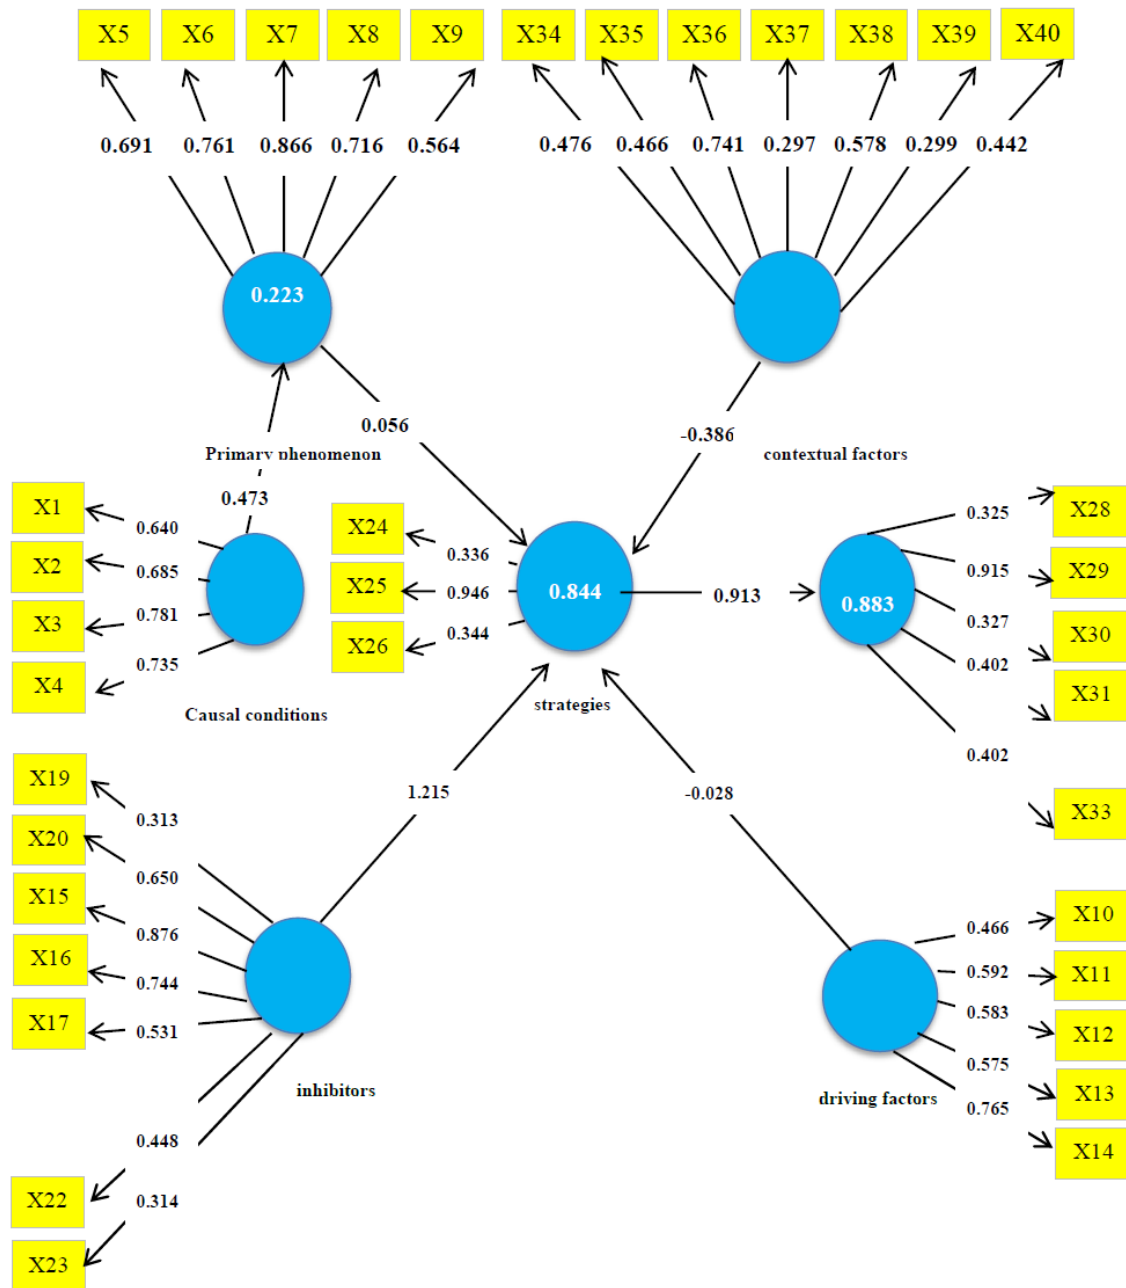 X5 X6 X7 X8 X9 X34 X35 X36 X37 X38 X39 X40
0.691 0.761 0.866 0.716 0.564 0.476 0.466 0.741 0.297 0.578 0.299 0.442
0.223
0.056
-0.386
Primary phenomenon
contextual factors
0.473
X1
0.640
X2
0.685
X3
0.781
X4
0.735
Causal conditions
X24
0.336
X25
0.946
X26
0.344
0.844
strategies
0.913
0.883
0.325
X28
0.915
X29
0.327
X30
0.402
X31
0.402
X33
1.215
-0.028
X19
0.313
X20
0.650
X15
0.876
X16
0.744
X17
0.531
inhibitors
0.448
X22
0.314
X23
0.466
X10
0.592
X11
0.583
X12
0.575
X13
0.765
X14
driving factors